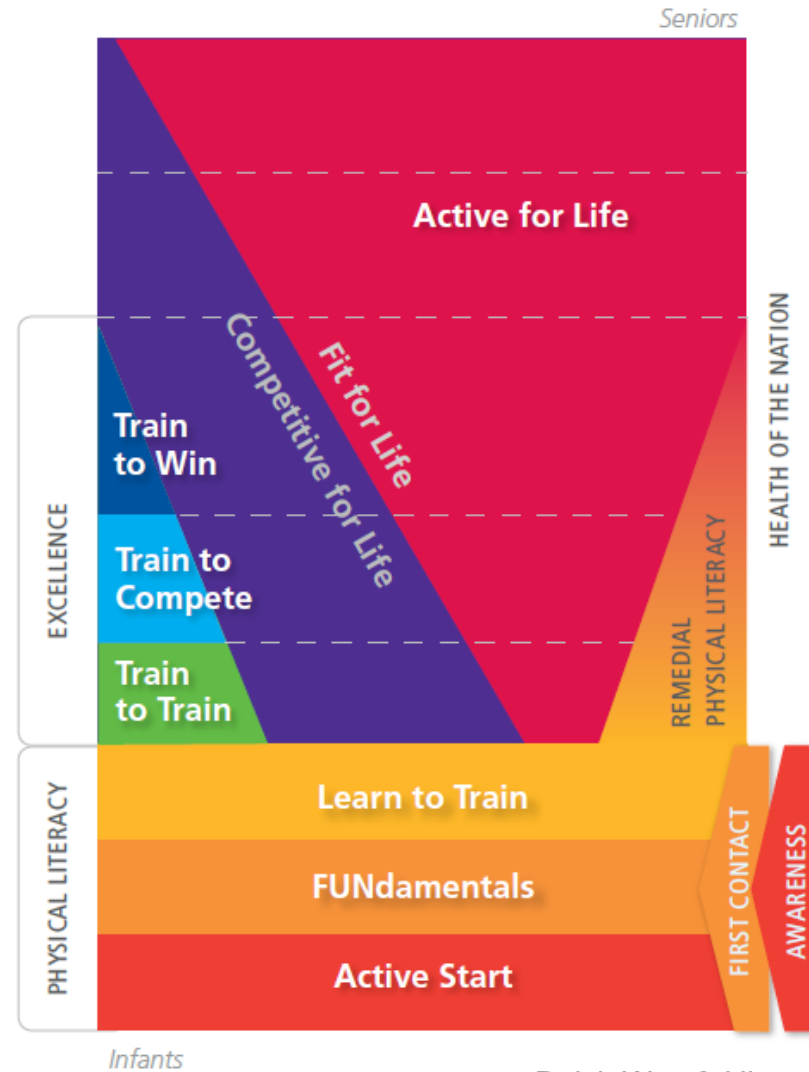 Seniors
Active for Life
Fit for Life
Competitive for Life
HEALTH OF THE NATION
EXCELLENCE
Train
to Win
Train to
Compete
Train
to Train
REMEDIAL
PHYSICAL LITERACY
PHYSICAL LITERACY
Learn to Train
FUNdamentals
Active Start
FIRST CONTACT
AWARENESS
Infants